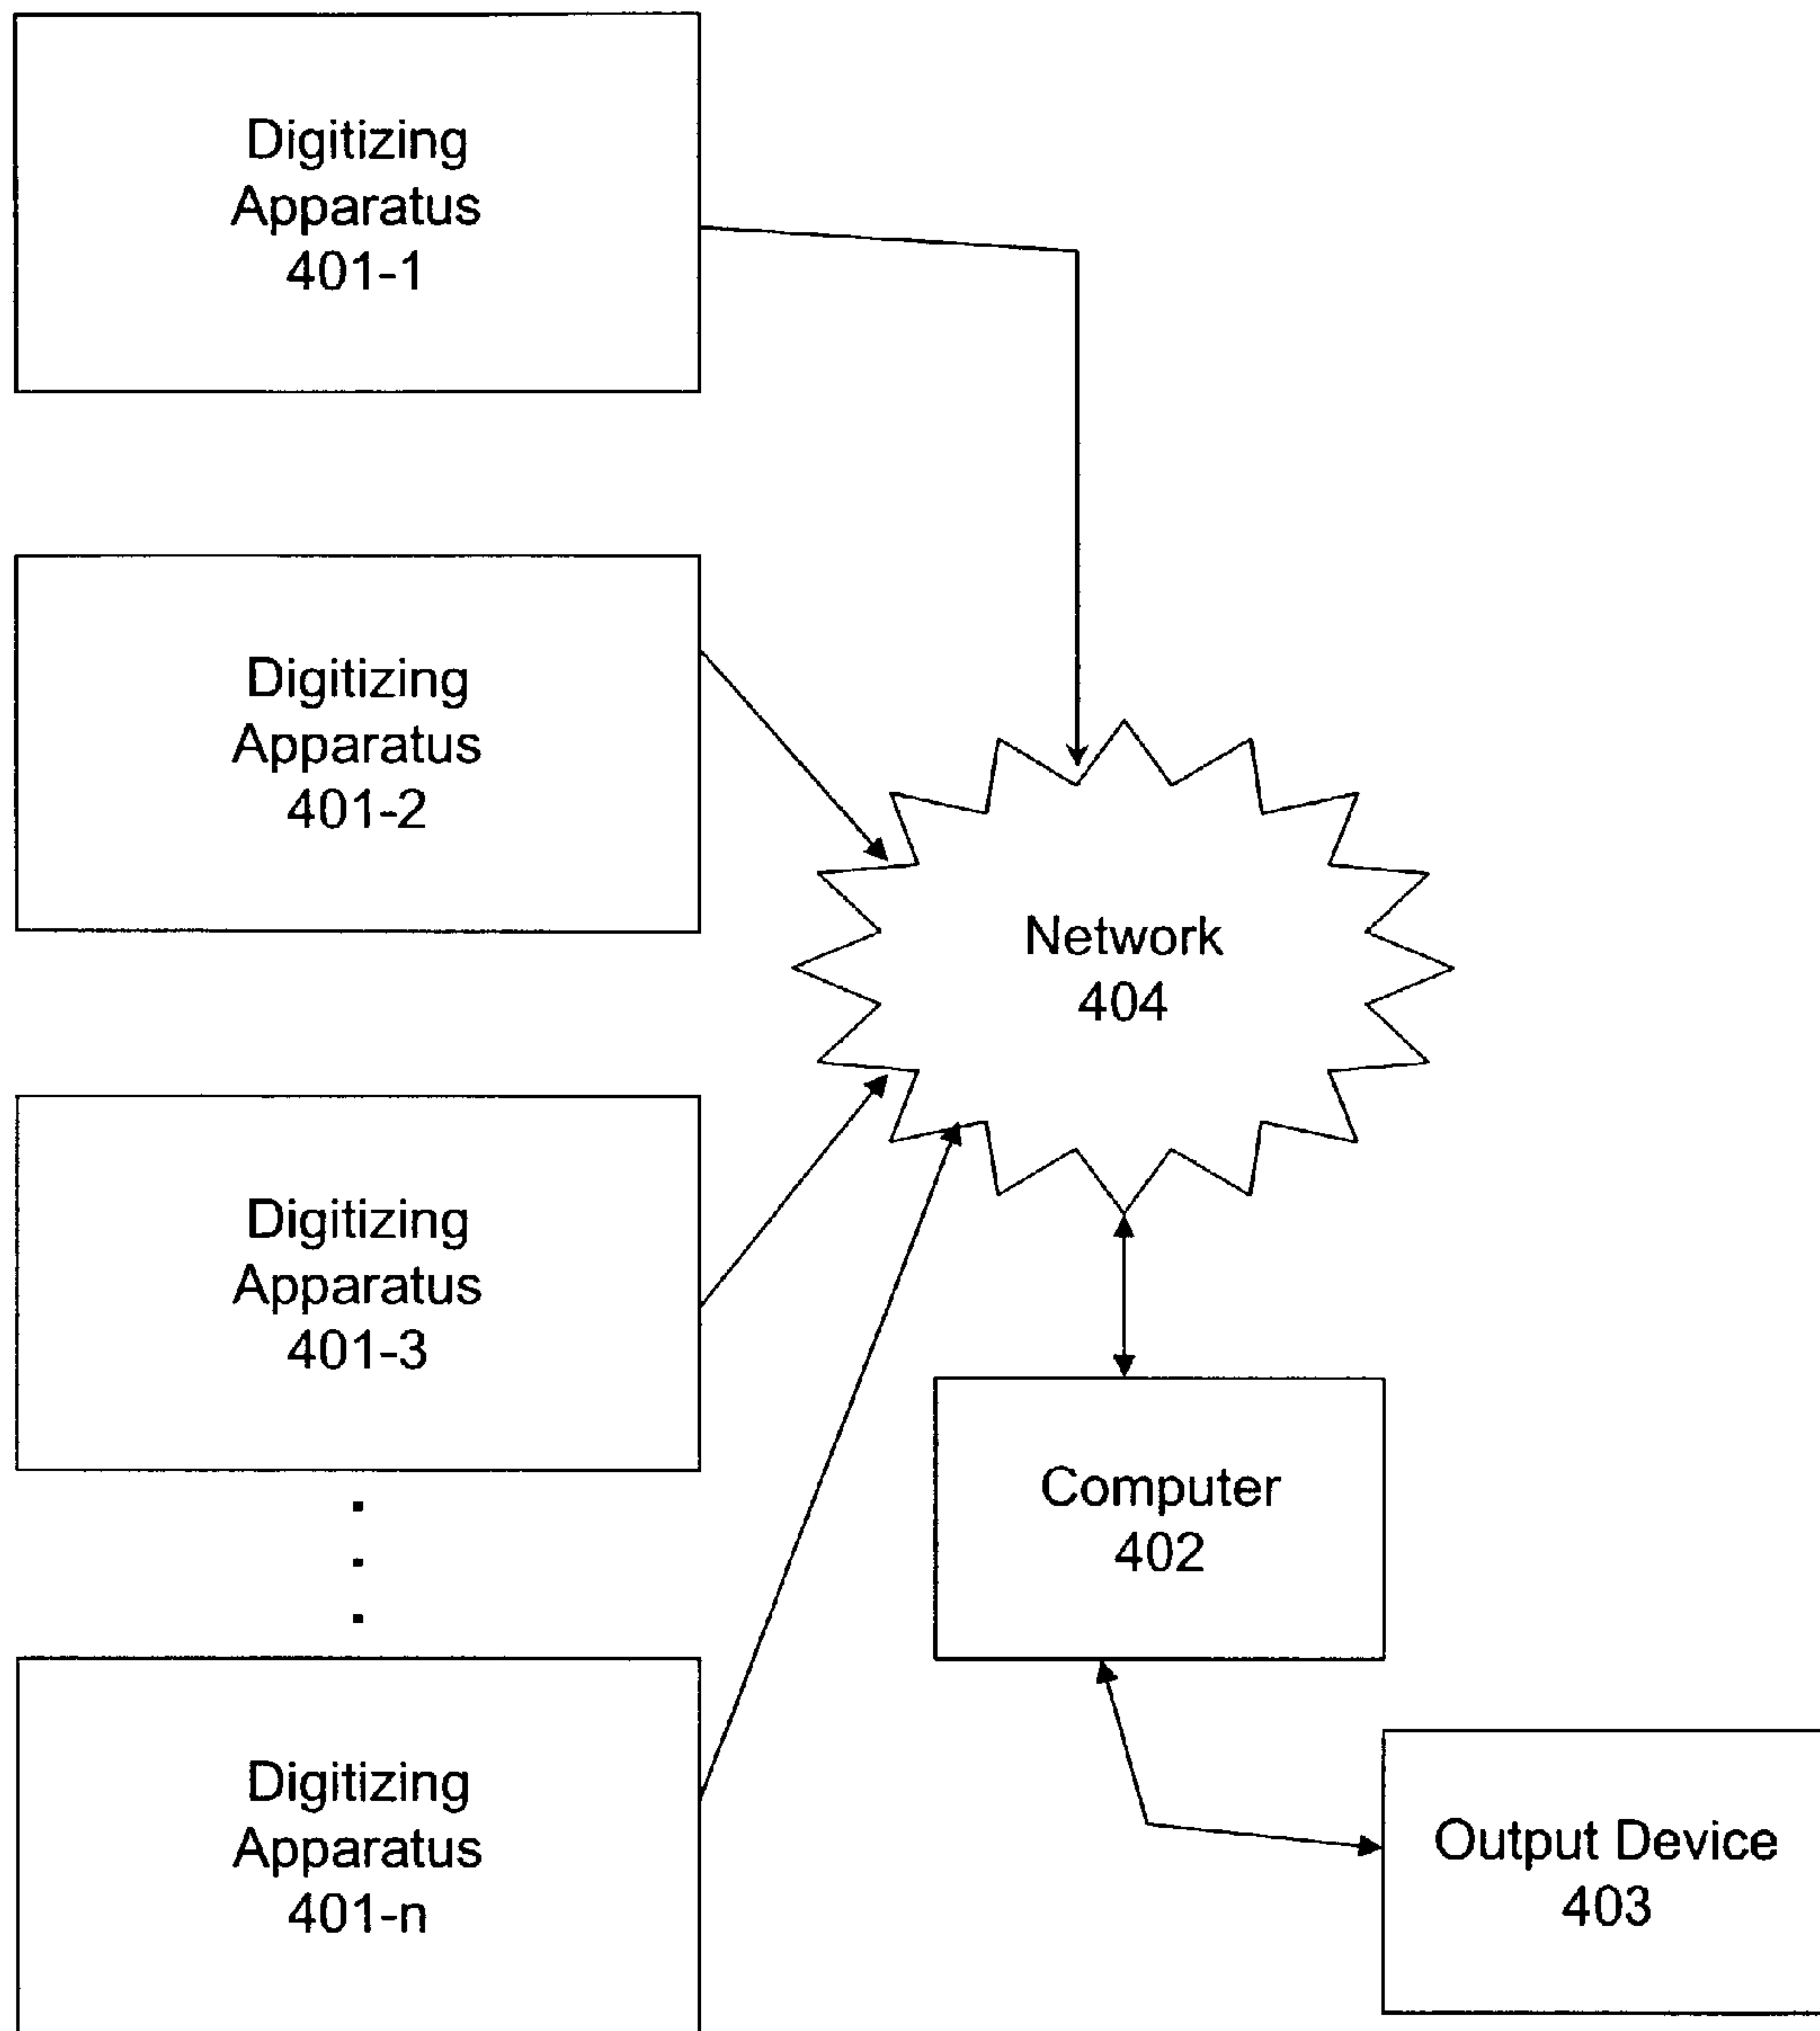 Digitizing
Apparatus
401-1
Digitizing
Apparatus
401-2
Network
404
Digitizing
Apparatus
401-3
Computer
402
Digitizing
Apparatus
401-n
Output Device
403